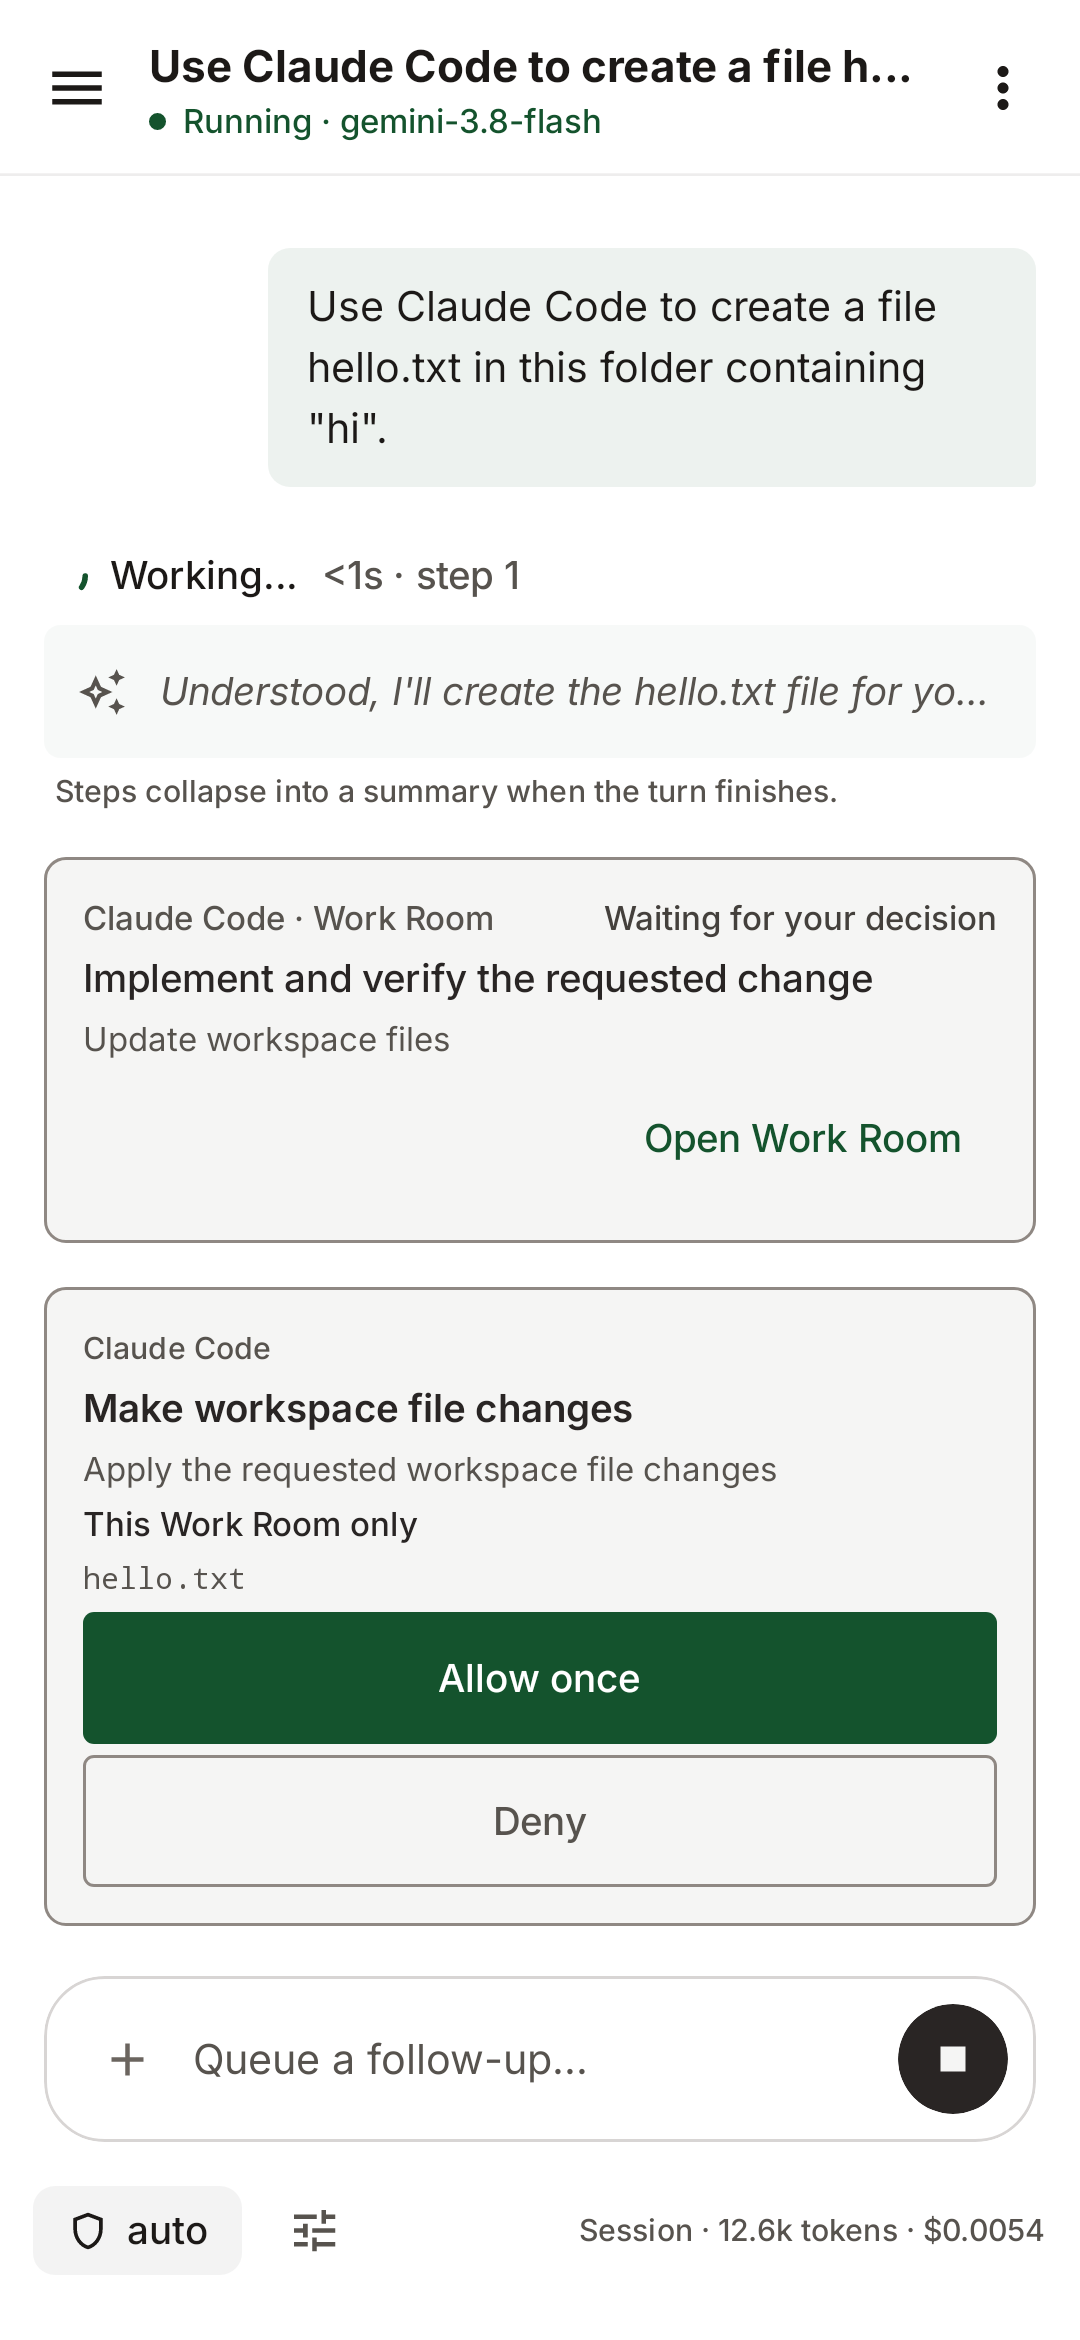 Use Claude Code to create a file h...
Running · gemini-3.8-flash
Use Claude Code to create a file
hello.txt in this folder containing
"hi".
Working... <1s · step 1
Understood, I'll create the hello.txt file for yo...
Steps collapse into a summary when the turn finishes.
Claude Code · Work Room Waiting for your decision
Implement and verify the requested change
Update workspace files
Open Work Room
Claude Code
Make workspace file changes
Apply the requested workspace file changes
This Work Room only
hello.txt
Allow once
Deny
Queue a follow-up...
auto Session · 12.6k tokens · $0.0054